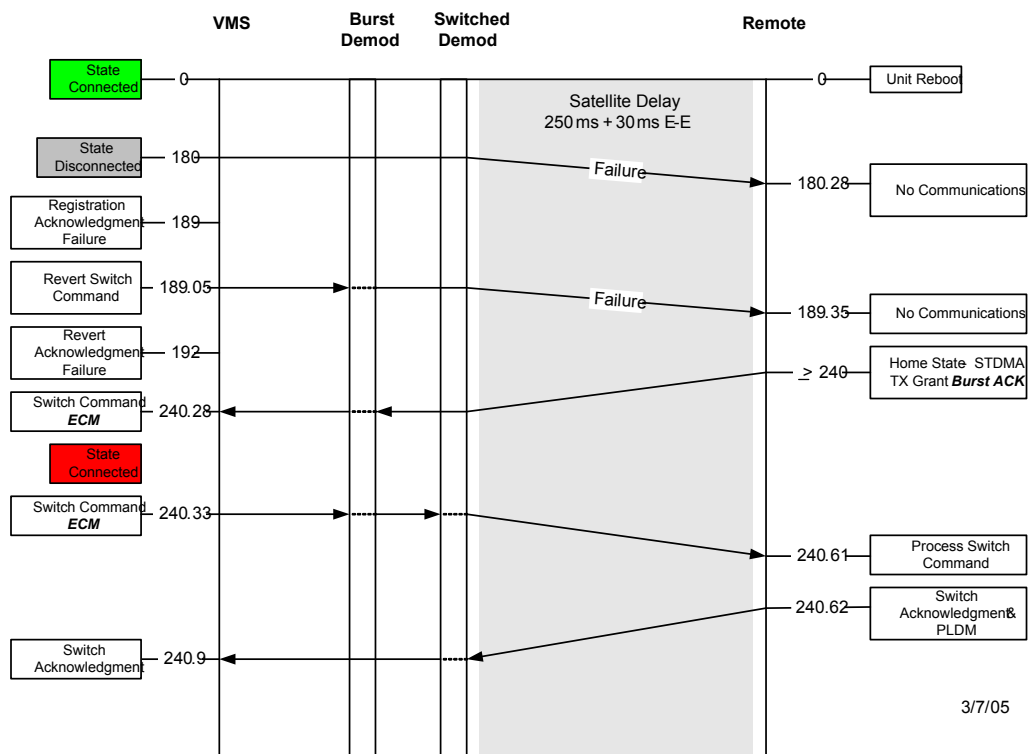 VMS
Burst
Demod
Switched
Demod
Remote
State
Connected
0
0
Unit Reboot
Satellite Delay
250 ms + 30 ms E-E
State
Disconnected
180
Failure
180.28
No Communications
Registration
Acknowledgment
Failure
189
Revert Switch
Command
189.05
Failure
189.35
No Communications
Revert
Acknowledgment
Failure
192
≥ 240
Home State - STDMA
TX Grant Burst ACK
Switch Command
ECM
240.28
State
Connected
Switch Command
ECM
240.33
240.61
Process Switch
Command
240.62
Switch
Acknowledgment&
PLDM
Switch
Acknowledgment
240.9
3/7/05